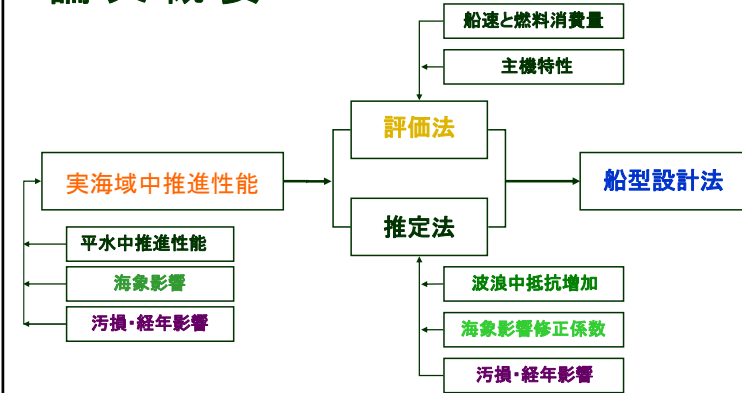 船速と燃料消費量
主機特性
評価法
実海域中推進性能
船型設計法
推定法
平水中推進性能
海象影響
汚損・経年影響
波浪中抵抗増加
海象影響修正係数
汚損・経年影響